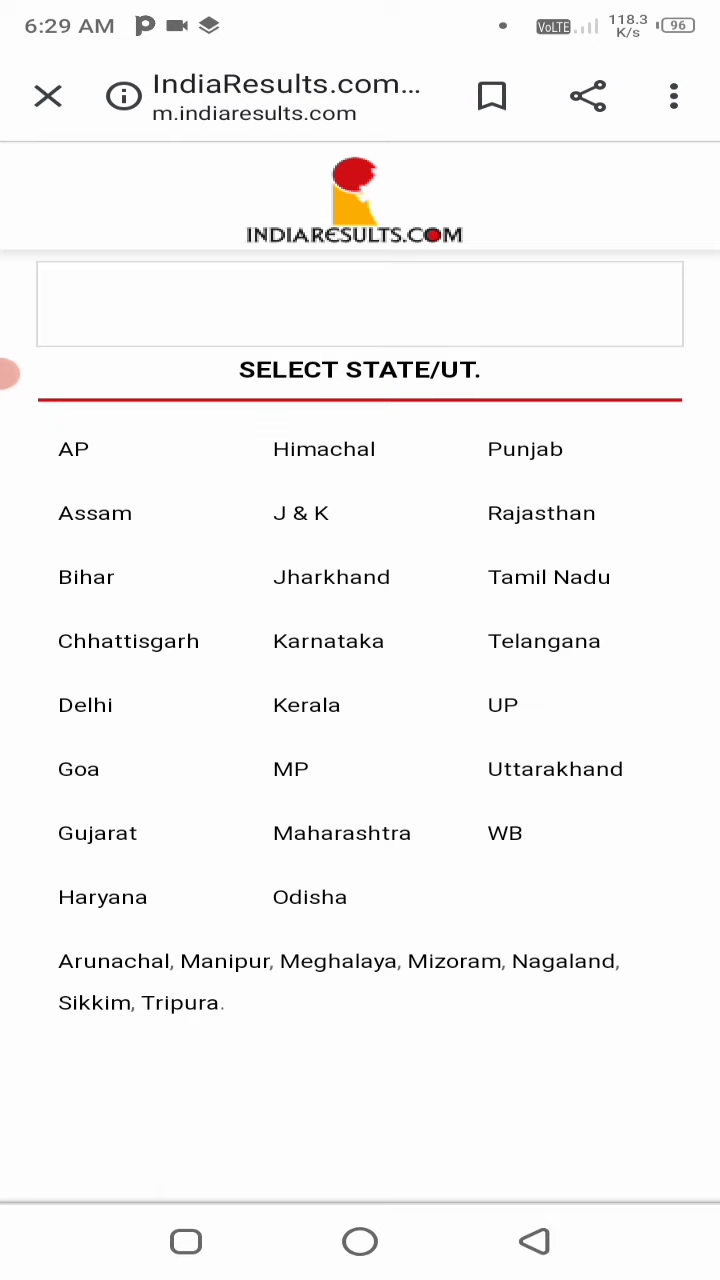 6:29 AM VoLTE 118.3 K/s 96
IndiaResults.com...
m.indiaresults.com
INDIARESULTS.COM
SELECT STATE/UT.
AP Himachal Punjab
Assam J & K Rajasthan
Bihar Jharkhand Tamil Nadu
Chhattisgarh Karnataka Telangana
Delhi Kerala UP
Goa MP Uttarakhand
Gujarat Maharashtra WB
Haryana Odisha
Arunachal, Manipur, Meghalaya, Mizoram, Nagaland,
Sikkim, Tripura.